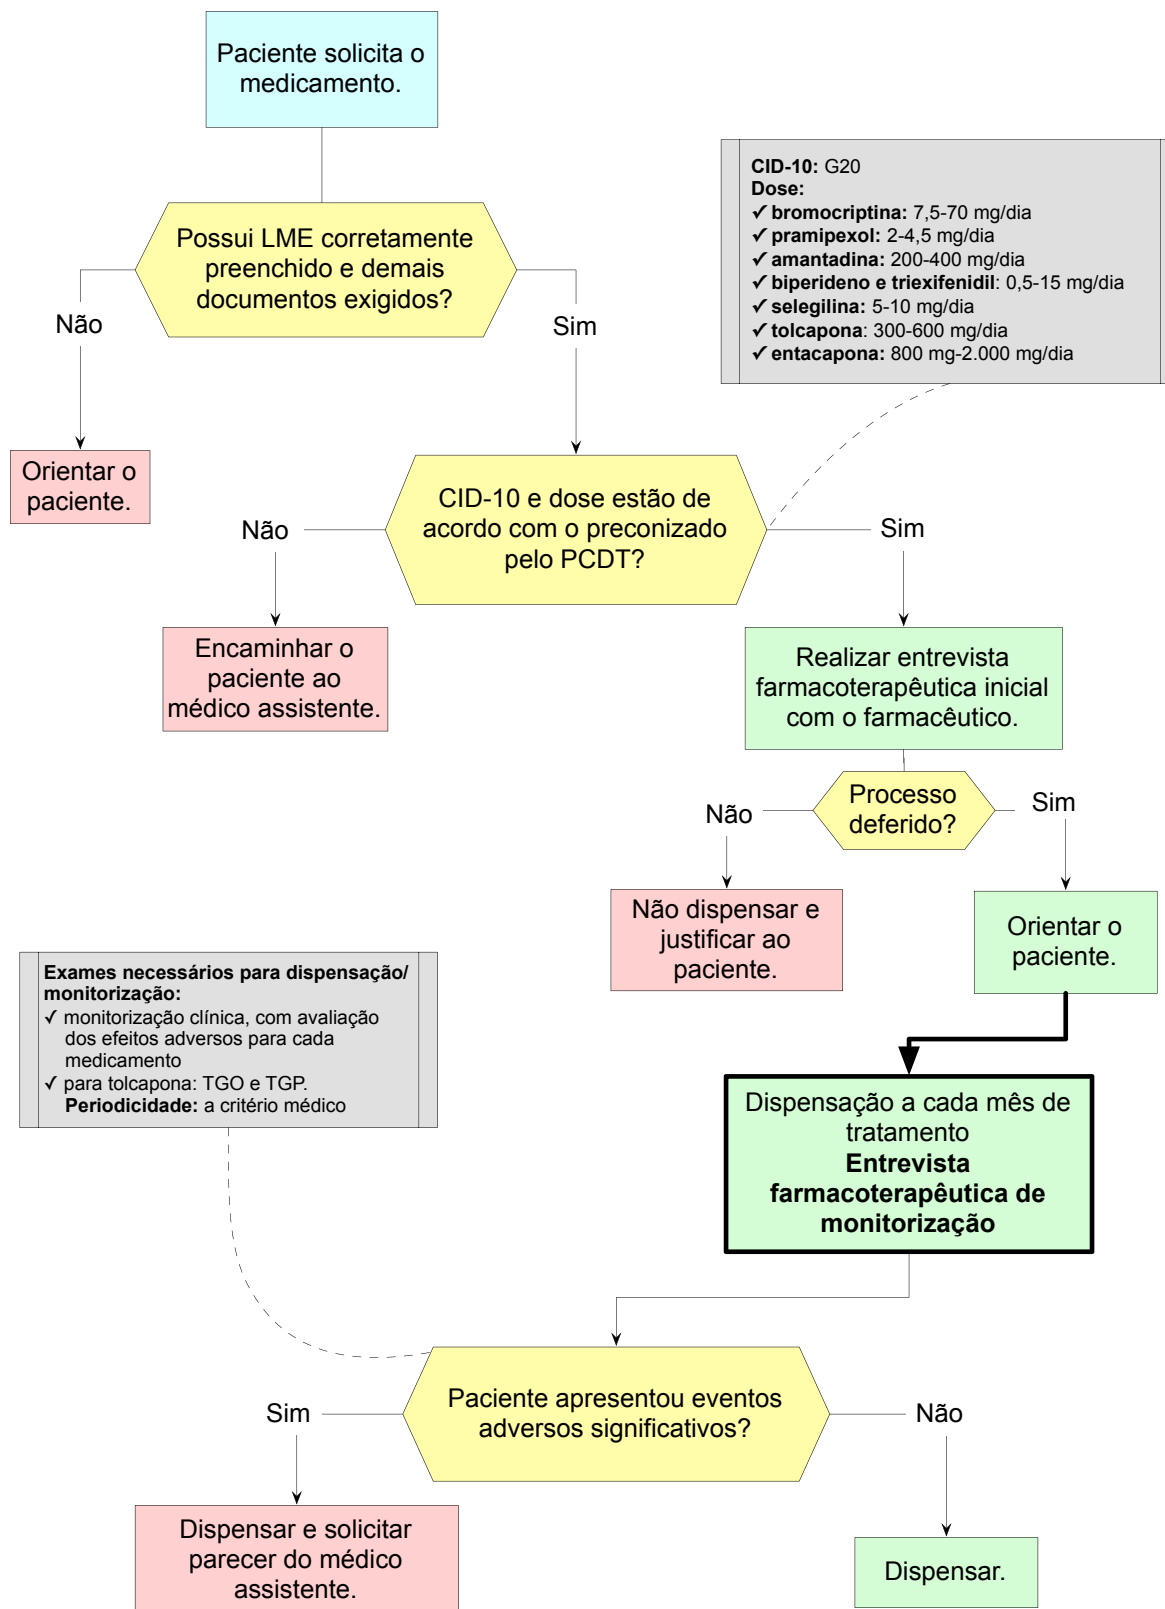 Paciente solicita o
medicamento.
CID-10: G20
Dose:
✓ bromocriptina: 7,5-70 mg/dia
✓ pramipexol: 2-4,5 mg/dia
✓ amantadina: 200-400 mg/dia
✓ biperideno e triexifenidil: 0,5-15 mg/dia
✓ selegilina: 5-10 mg/dia
✓ tolcapona: 300-600 mg/dia
✓ entacapona: 800 mg-2.000 mg/dia
Possui LME corretamente
preenchido e demais
documentos exigidos?
Não
Sim
Orientar o
paciente.
CID-10 e dose estão de
acordo com o preconizado
pelo PCDT?
Não
Sim
Encaminhar o
paciente ao
médico assistente.
Realizar entrevista
farmacoterapêutica inicial
com o farmacêutico.
Processo
deferido?
Não
Sim
Não dispensar e
justificar ao
paciente.
Orientar o
paciente.
Exames necessários para dispensação/
monitorização:
✓ monitorização clínica, com avaliação
dos efeitos adversos para cada
medicamento
✓ para tolcapona: TGO e TGP.
Periodicidade: a critério médico
Dispensação a cada mês de
tratamento
Entrevista
farmacoterapêutica de
monitorização
Paciente apresentou eventos
adversos significativos?
Sim
Não
Dispensar e solicitar
parecer do médico
assistente.
Dispensar.